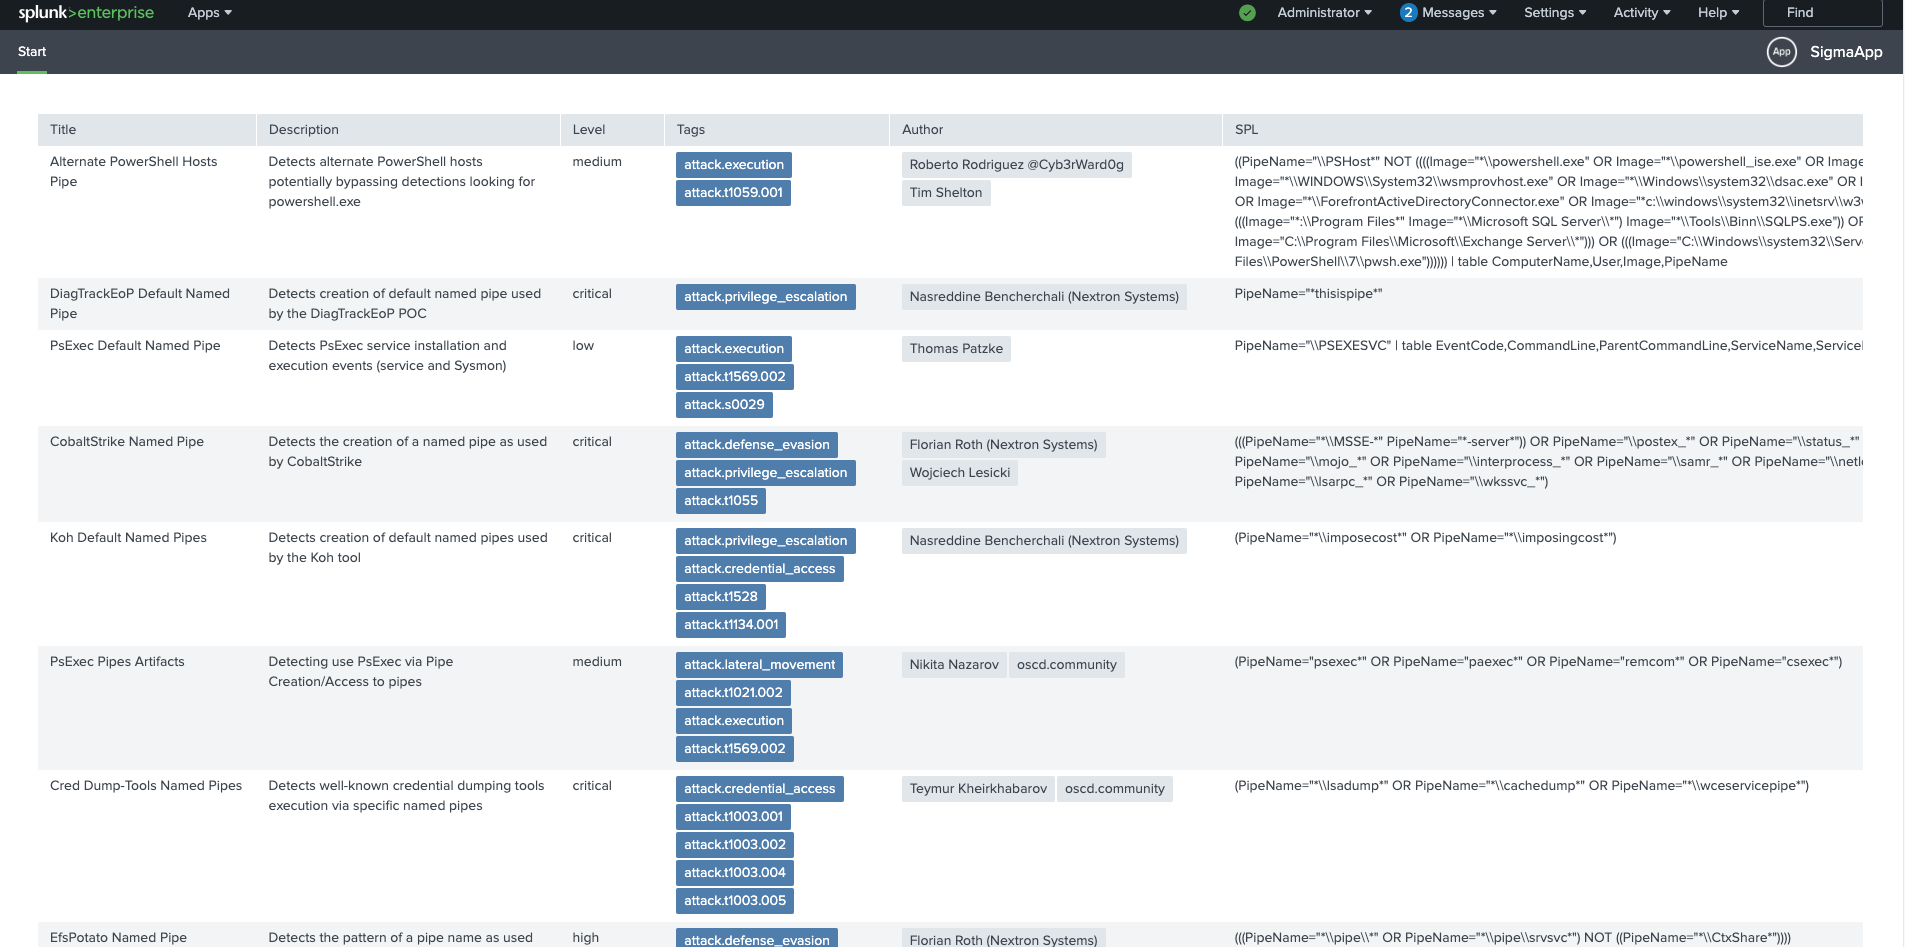 splunk>enterprise Apps Administrator 2 Messages Settings Activity Help Find
Start App SigmaApp
Title Description Level Tags Author SPL
Alternate PowerShell Hosts
Pipe
Detects alternate PowerShell hosts
potentially bypassing detections looking for
powershell.exe
medium
attack.execution
attack.t1059.001
Roberto Rodriguez @Cyb3rWard0g
Tim Shelton
((PipeName="\\PSHost*" NOT ((((Image="*\\powershell.exe" OR Image="*\\powershell_ise.exe" OR Image
Image="*\\WINDOWS\\System32\\wsmprovhost.exe" OR Image="*\\Windows\\system32\\dsac.exe" OR I
OR Image="*\\ForefrontActiveDirectoryConnector.exe" OR Image="*c:\\windows\\system32\\inetsrv\\w3w
(((Image="*:\\Program Files*" Image="*\\Microsoft SQL Server\\*") Image="*\\Tools\\Binn\\SQLPS.exe")) OR
Image="C:\\Program Files\\Microsoft\\Exchange Server\\*"))) OR (((Image="C:\\Windows\\system32\\Serve
Files\\PowerShell\\7\\pwsh.exe")))))) | table ComputerName,User,Image,PipeName
DiagTrackEoP Default Named
Pipe
Detects creation of default named pipe used
by the DiagTrackEoP POC
critical
attack.privilege_escalation
Nasreddine Bencherchali (Nextron Systems)
PipeName="*thisispipe*"
PsExec Default Named Pipe
Detects PsExec service installation and
execution events (service and Sysmon)
low
attack.execution
attack.t1569.002
attack.s0029
Thomas Patzke
PipeName="\\PSEXESVC" | table EventCode,CommandLine,ParentCommandLine,ServiceName,Service
CobaltStrike Named Pipe
Detects the creation of a named pipe as used
by CobaltStrike
critical
attack.defense_evasion
attack.privilege_escalation
attack.t1055
Florian Roth (Nextron Systems)
Wojciech Lesicki
(((PipeName="*\\MSSE-*" PipeName="*-server*")) OR PipeName="\\postex_*" OR PipeName="\\status_*"
PipeName="\\mojo_*" OR PipeName="\\interprocess_*" OR PipeName="\\samr_*" OR PipeName="\\netlo
PipeName="\\lsarpc_*" OR PipeName="\\wkssvc_*")
Koh Default Named Pipes
Detects creation of default named pipes used
by the Koh tool
critical
attack.privilege_escalation
attack.credential_access
attack.t1528
attack.t1134.001
Nasreddine Bencherchali (Nextron Systems)
(PipeName="*\\imposecost*" OR PipeName="*\\imposingcost*")
PsExec Pipes Artifacts
Detecting use PsExec via Pipe
Creation/Access to pipes
medium
attack.lateral_movement
attack.t1021.002
attack.execution
attack.t1569.002
Nikita Nazarov oscd.community
(PipeName="psexec*" OR PipeName="paexec*" OR PipeName="remcom*" OR PipeName="csexec*")
Cred Dump-Tools Named Pipes
Detects well-known credential dumping tools
execution via specific named pipes
critical
attack.credential_access
attack.t1003.001
attack.t1003.002
attack.t1003.004
attack.t1003.005
Teymur Kheirkhabarov oscd.community
(PipeName="*\\lsadump*" OR PipeName="*\\cachedump*" OR PipeName="*\\wceservicepipe*")
EfsPotato Named Pipe
Detects the pattern of a pipe name as used
high
attack.defense_evasion
Florian Roth (Nextron Systems)
(((PipeName="*\\pipe\\*" OR PipeName="*\\pipe\\srvsvc*") NOT ((PipeName="*\\CtxShare*"))))